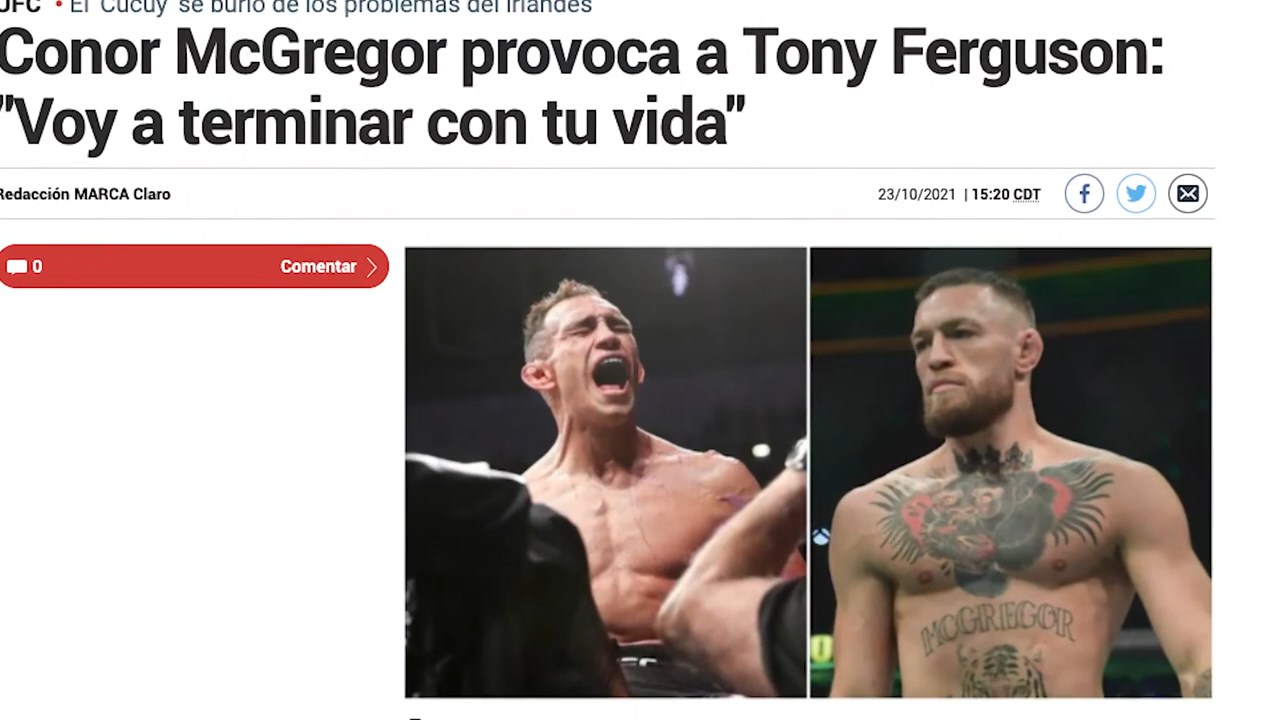 UFC • El 'Cucuy' se burló de los problemas del irlandés
Conor McGregor provoca a Tony Ferguson:
"Voy a terminar con tu vida"
Redacción MARCA Claro
23/10/2021 | 15:20 CDT
0 Comentar
MCGREGOR